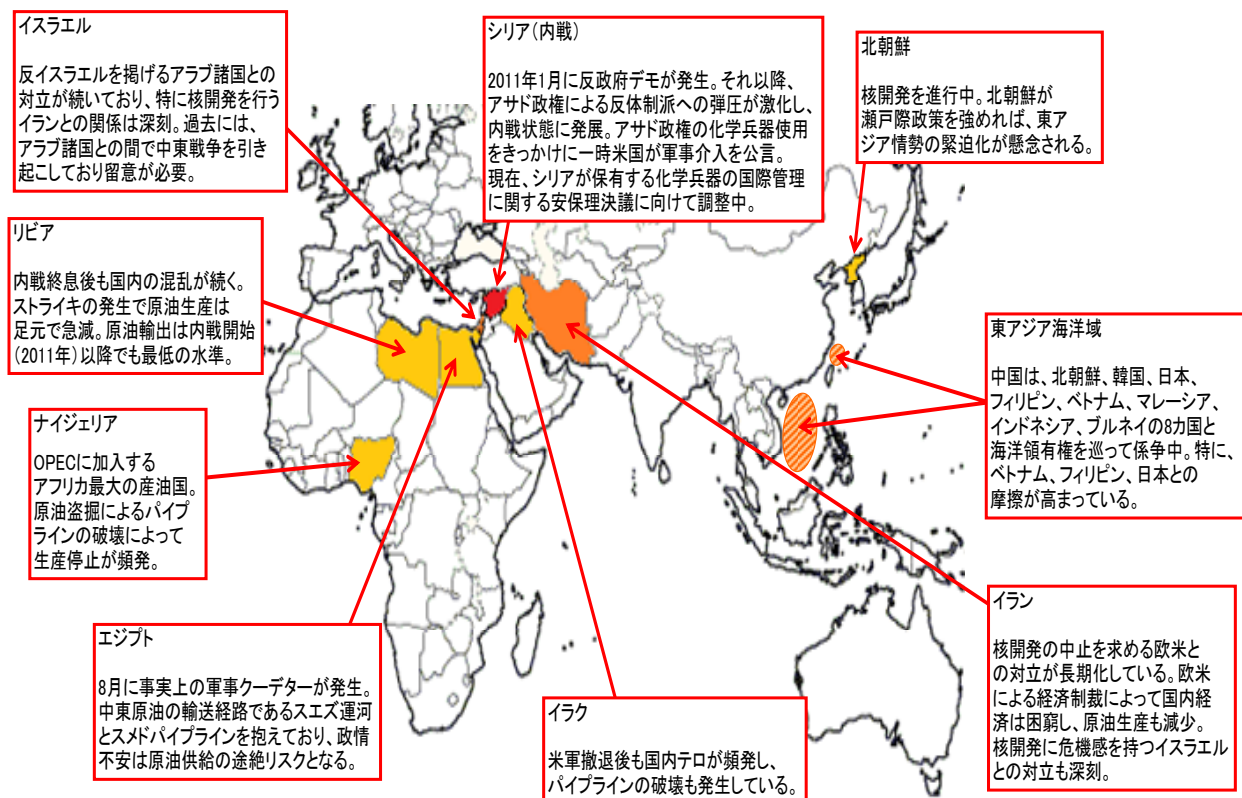 イスラエル
反イスラエルを掲げるアラブ諸国との
対立が続いており、特に核開発を行う
イランとの関係は深刻。過去には、
アラブ諸国との間で中東戦争を引き
起こしており留意が必要。
シリア(内戦)
2011年1月に反政府デモが発生。それ以降、
アサド政権による反体制派への弾圧が激化し、
内戦状態に発展。アサド政権の化学兵器使用
をきっかけに一時米国が軍事介入を公言。
現在、シリアが保有する化学兵器の国際管理
に関する安保理決議に向けて調整中。
北朝鮮
核開発を進行中。北朝鮮が
瀬戸際政策を強めれば、東ア
ジア情勢の緊迫化が懸念される。
リビア
内戦終息後も国内の混乱が続く。
ストライキの発生で原油生産は
足元で急減。原油輸出は内戦開始
(2011年)以降でも最低の水準。
東アジア海洋域
中国は、北朝鮮、韓国、日本、
フィリピン、ベトナム、マレーシア、
インドネシア、ブルネイの8カ国と
海洋領有権を巡って係争中。特に、
ベトナム、フィリピン、日本との
摩擦が高まっている。
ナイジェリア
OPECに加入する
アフリカ最大の産油国。
原油盗掘によるパイプ
ラインの破壊によって
生産停止が頻発。
エジプト
8月に事実上の軍事クーデターが発生。
中東原油の輸送経路であるスエズ運河
とスメドパイプラインを抱えており、政情
不安は原油供給の途絶リスクとなる。
イラク
米軍撤退後も国内テロが頻発し、
パイプラインの破壊も発生している。
イラン
核開発の中止を求める欧米と
の対立が長期化している。欧米
による経済制裁によって国内経
済は困窮し、原油生産も減少。
核開発に危機感を持つイスラエル
との対立も深刻。